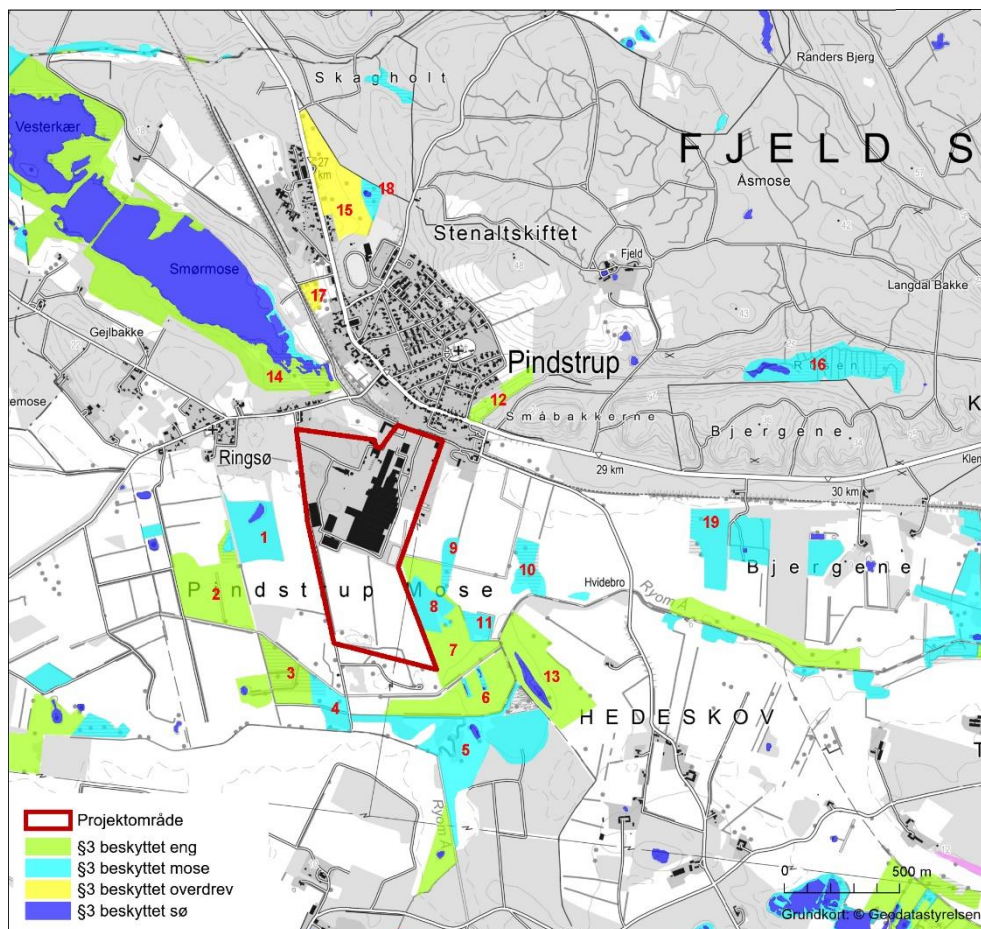 Skagholt
Randers Bjerg
Vesterkær
FJELD S
27
km
18
15
Åsmose
Stenaltskiftet
Fjeld
Smørmose
17
Langdal Bakke
Gejlbakke
Pindstrup
16
14
12
Småbakkerne
K
emose
Bjergene
Ringsø
29 km
Klem
30 km
19
1
9
10
Bjergene
Hvidebro
2
Pindstrup Mose
Ryom Å
8
11
7
3
13
6
4
HEDESKOV
5
T
Ryom Å
Projektområde
§3 beskyttet eng
§3 beskyttet mose
§3 beskyttet overdrev
§3 beskyttet sø
0 500 m
Grundkort: © Geodatastyrelsen